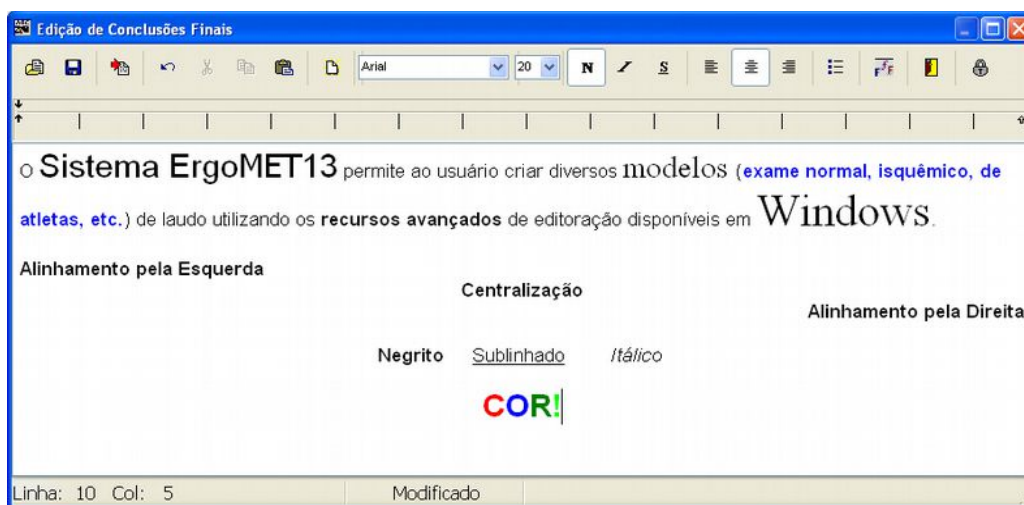 Edição de Conclusões Finais
Arial 20 N I S
O Sistema ErgoMET13 permite ao usuário criar diversos modelos (exame normal, isquêmico, de
atletas, etc.) de laudo utilizando os recursos avançados de editoração disponíveis em Windows.
Alinhamento pela Esquerda
Centralização
Alinhamento pela Direita
Negrito Sublinhado Itálico
COR!
Linha: 10 Col: 5 Modificado